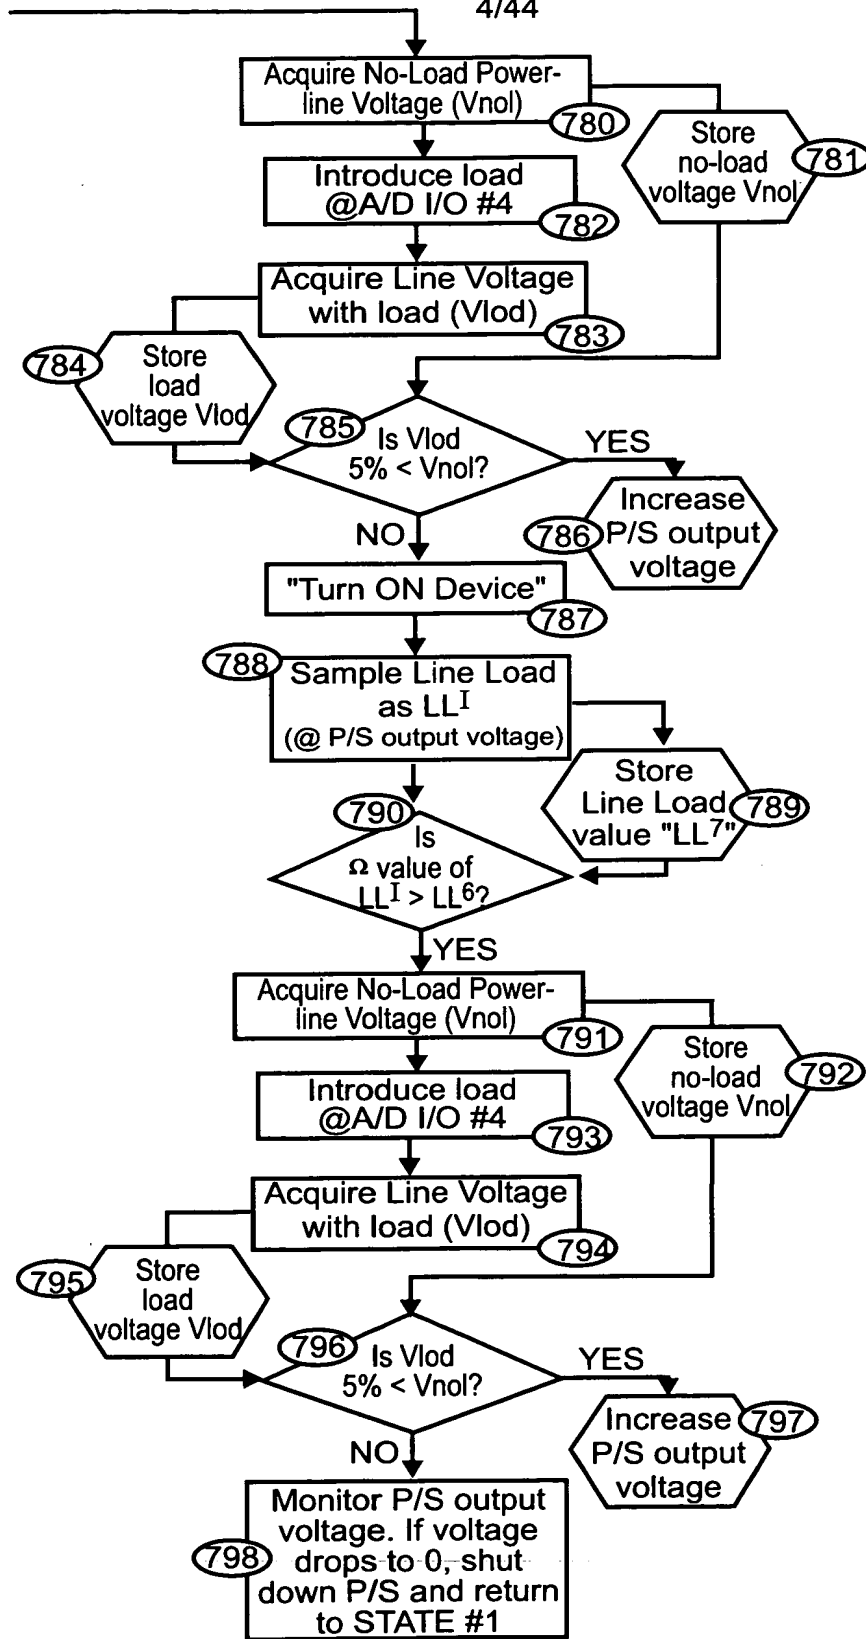 4/44
Acquire No-Load Power-
line Voltage (Vnol)
780
Store
no-load
voltage Vnol
781
Introduce load
@A/D I/O #4
782
Acquire Line Voltage
with load (Vlod)
783
784
Store
load
voltage Vlod
785
Is Vlod
5% < Vnol?
YES
Increase
P/S output
voltage
786
NO
"Turn ON Device"
787
788
Sample Line Load
as LLᴵ
(@ P/S output voltage)
Store
Line Load
value "LL⁷"
789
790
Is
Ω value of
LLᴵ > LL⁶?
YES
Acquire No-Load Power-
line Voltage (Vnol)
791
Store
no-load
voltage Vnol
792
Introduce load
@A/D I/O #4
793
Acquire Line Voltage
with load (Vlod)
794
795
Store
load
voltage Vlod
796
Is Vlod
5% < Vnol?
YES
Increase
P/S output
voltage
797
NO
Monitor P/S output
voltage. If voltage
drops to 0, shut
down P/S and return
to STATE #1
798